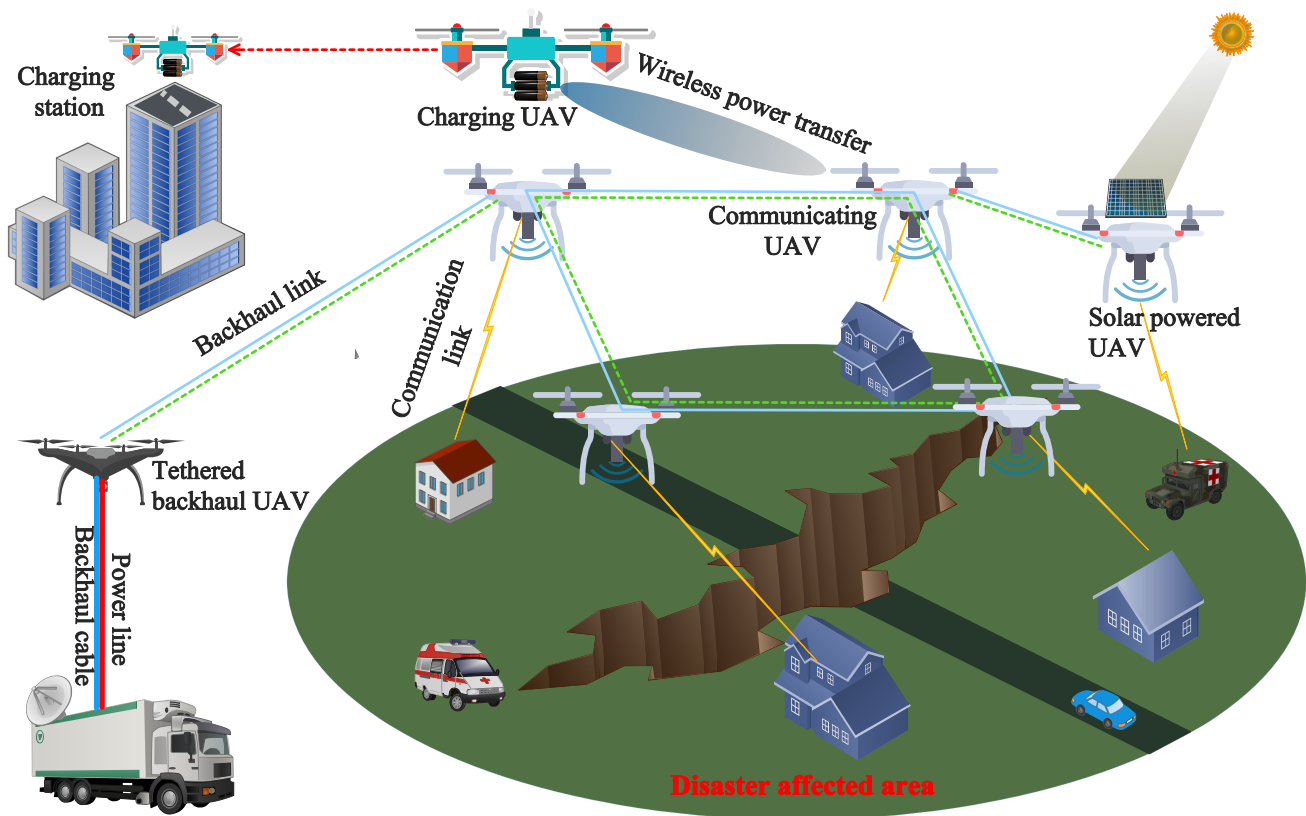 Charging
station
Charging UAV
Wireless power transfer
Communicating
UAV
Solar powered
UAV
Backhaul link
Communication
link
Tethered
backhaul UAV
Backhaul cable
Power line
Disaster affected area